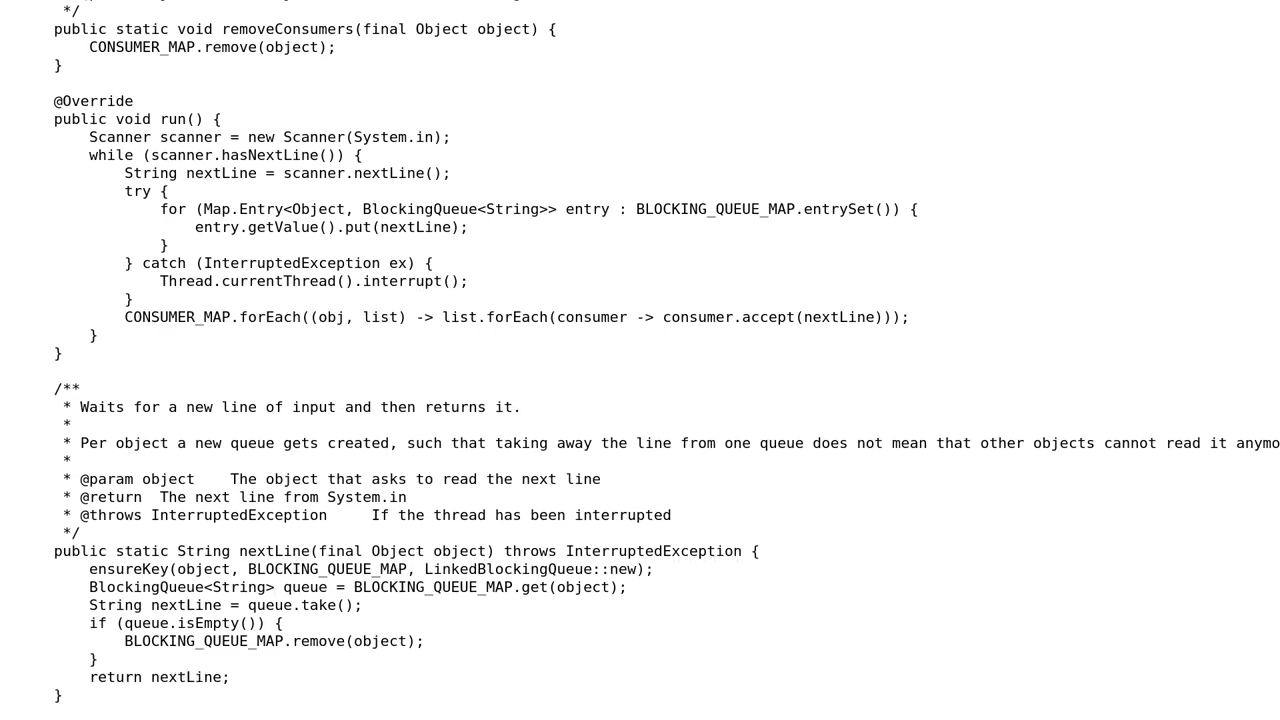 */
public static void removeConsumers(final Object object) {
CONSUMER_MAP.remove(object);
}
@Override
public void run() {
Scanner scanner = new Scanner(System.in);
while (scanner.hasNextLine()) {
String nextLine = scanner.nextLine();
try {
for (Map.Entry<Object, BlockingQueue<String>> entry : BLOCKING_QUEUE_MAP.entrySet()) {
entry.getValue().put(nextLine);
}
} catch (InterruptedException ex) {
Thread.currentThread().interrupt();
}
CONSUMER_MAP.forEach((obj, list) -> list.forEach(consumer -> consumer.accept(nextLine)));
}
}
/**
* Waits for a new line of input and then returns it.
*
* Per object a new queue gets created, such that taking away the line from one queue does not mean that other objects cannot read it anymo
*
* @param object    The object that asks to read the next line
* @return  The next line from System.in
* @throws InterruptedException     If the thread has been interrupted
*/
public static String nextLine(final Object object) throws InterruptedException {
ensureKey(object, BLOCKING_QUEUE_MAP, LinkedBlockingQueue::new);
BlockingQueue<String> queue = BLOCKING_QUEUE_MAP.get(object);
String nextLine = queue.take();
if (queue.isEmpty()) {
BLOCKING_QUEUE_MAP.remove(object);
}
return nextLine;
}